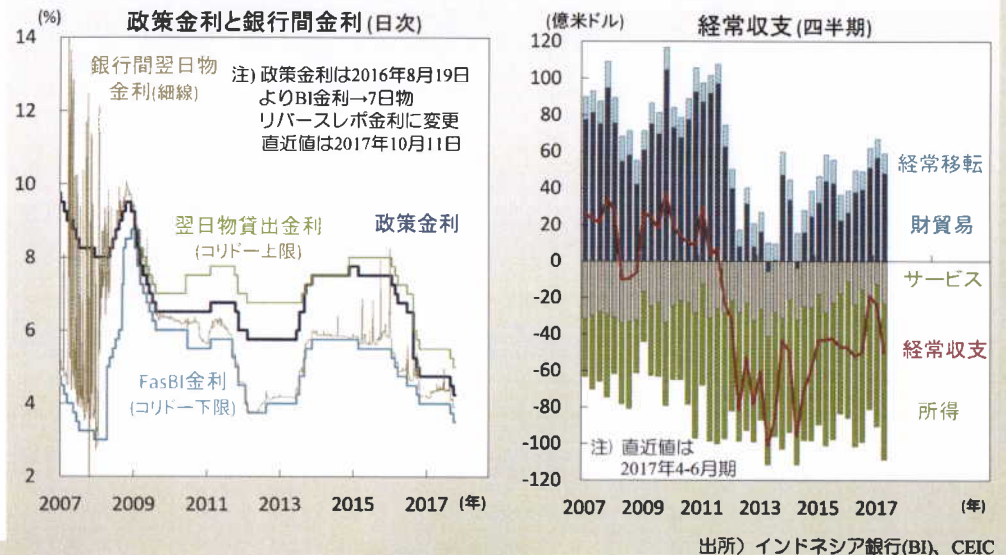 政策金利と銀行間金利(日次)
(%)
14
12
10
8
6
4
2
銀行間翌日物
金利(細線)
注) 政策金利は2016年8月19日
よりBI金利→7日物
リバースレポ金利に変更
直近値は2017年10月11日
翌日物貸出金利
(コリドー上限)
政策金利
FasBI金利
(コリドー下限)
2007 2009 2011 2013 2015 2017 (年)
経常収支(四半期)
(億米ドル)
120
100
80
60
40
20
0
-20
-40
-60
-80
-100
-120
経常移転
財貿易
サービス
経常収支
所得
注) 直近値は
2017年4-6月期
2007 2009 2011 2013 2015 2017 (年)
出所）インドネシア銀行(BI)、CEIC